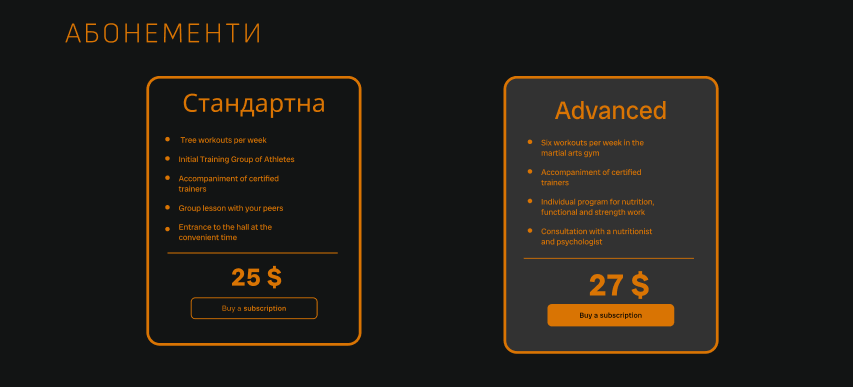 АБОНЕМЕНТИ
Стандартна
Tree workouts per week
Initial Training Group of Athletes
Accompaniment of certified
trainers
Group lesson with your peers
Entrance to the hall at the
convenient time
25 $
Buy a subscription
Advanced
Six workouts per week in the
martial arts gym
Accompaniment of certified
trainers
Individual program for nutrition,
functional and strength work
Consultation with a nutritionist
and psychologist
27 $
Buy a subscription